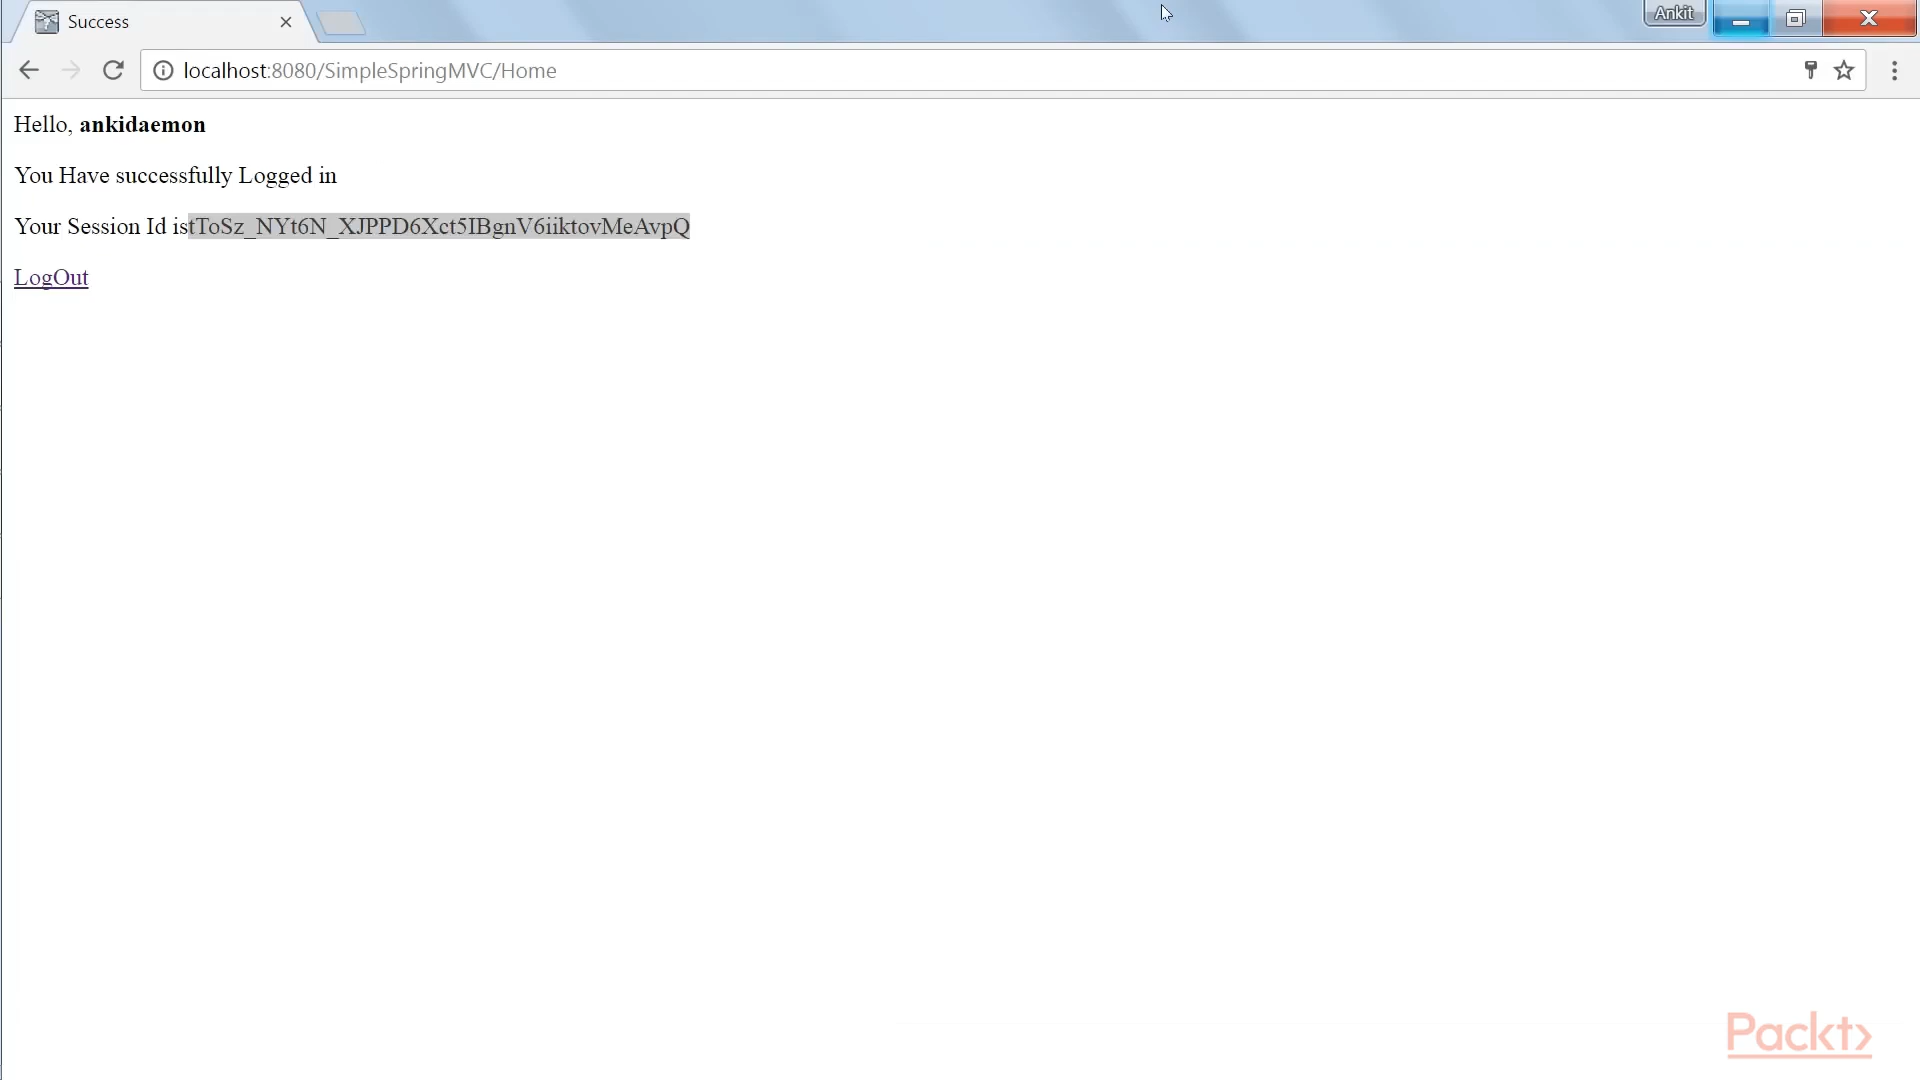 Success
Ankit
localhost:8080/SimpleSpringMVC/Home
Hello, ankidaemon
You Have successfully Logged in
Your Session Id istToSz_NYt6N_XJPPD6Xct5IBgnV6iiktovMeAvpQ
LogOut
Packt>